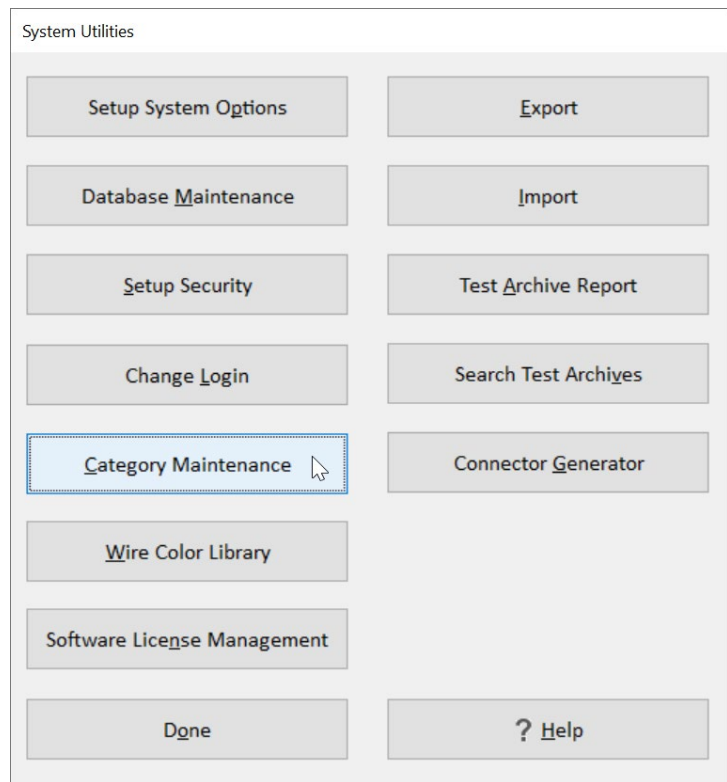 System Utilities
Setup System Options
Export
Database Maintenance
Import
Setup Security
Test Archive Report
Change Login
Search Test Archives
Category Maintenance
Connector Generator
Wire Color Library
Software License Management
Done
? Help